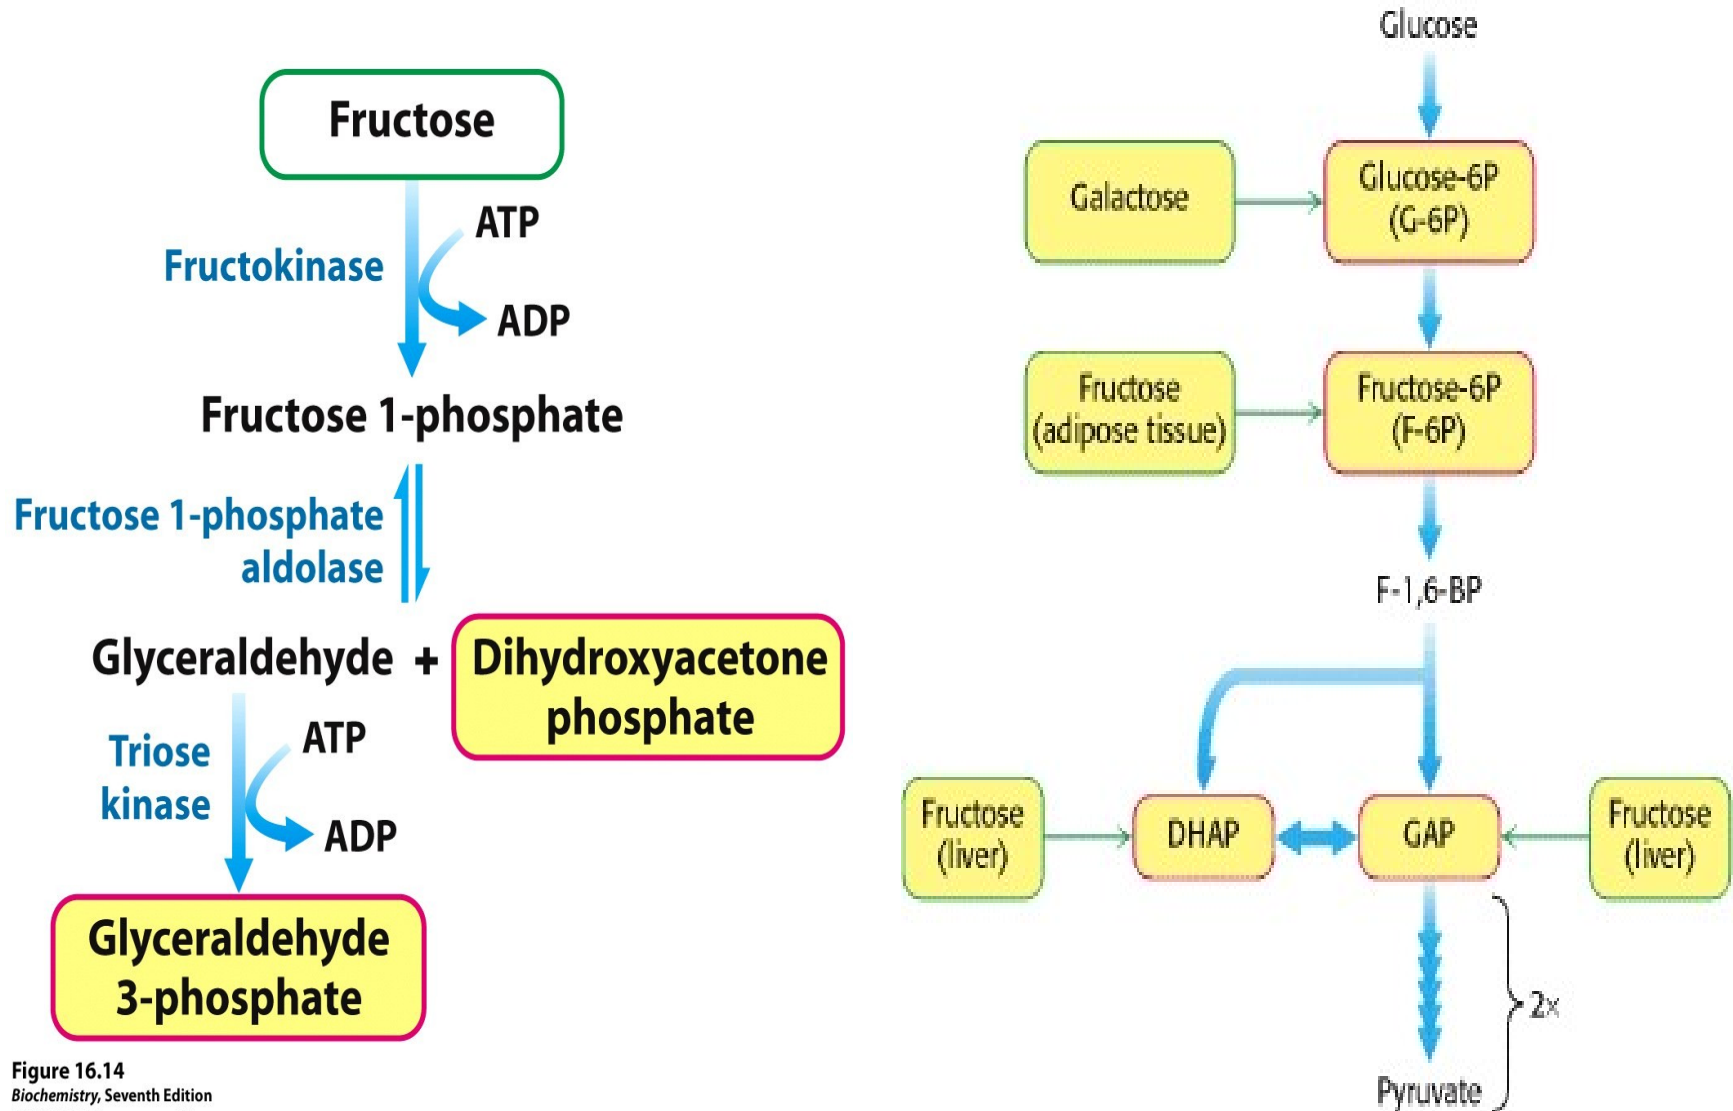 Fructose
ATP
Fructokinase
ADP
Fructose 1-phosphate
Fructose 1-phosphate
aldolase
Glyceraldehyde + Dihydroxyacetone
phosphate
ATP
Triose
kinase
ADP
Glyceraldehyde
3-phosphate
Figure 16.14
Biochemistry, Seventh Edition
Glucose
Galactose
Glucose-6P
(G-6P)
Fructose
(adipose tissue)
Fructose-6P
(F-6P)
F-1,6-BP
Fructose
(liver)
DHAP
GAP
Fructose
(liver)
2x
Pyruvate